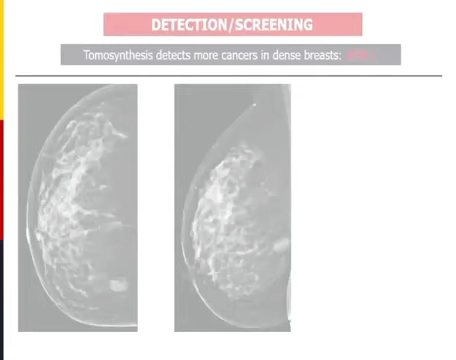 DETECTION/SCREENING
Tomosynthesis detects more cancers in dense breasts: